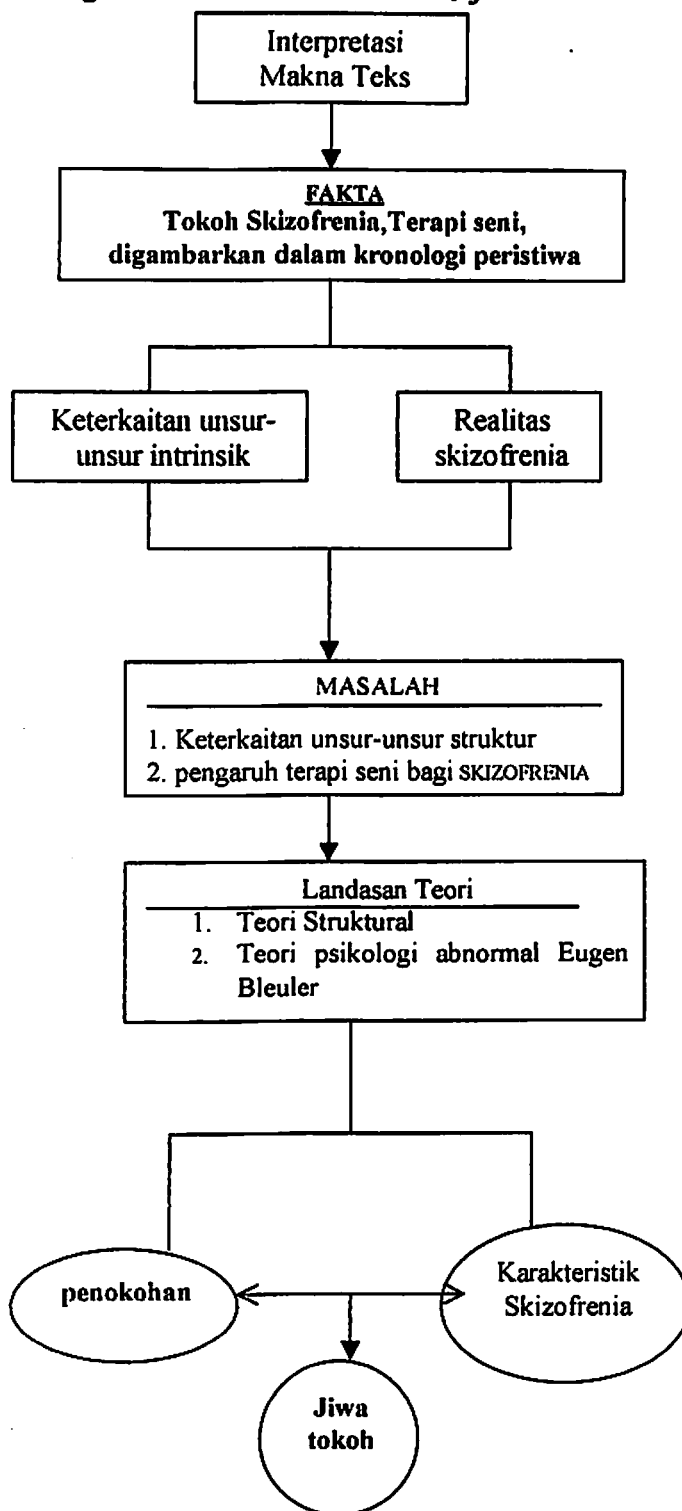 Interpretasi
Makna Teks
FAKTA
Tokoh Skizofrenia,Terapi seni,
digambarkan dalam kronologi peristiwa
Keterkaitan unsur-
unsur intrinsik
Realitas
skizofrenia
MASALAH
1. Keterkaitan unsur-unsur struktur
2. pengaruh terapi seni bagi SKIZOFRENIA
Landasan Teori
1. Teori Struktural
2. Teori psikologi abnormal Eugen
Bleuler
penokohan
Karakteristik
Skizofrenia
Jiwa
tokoh